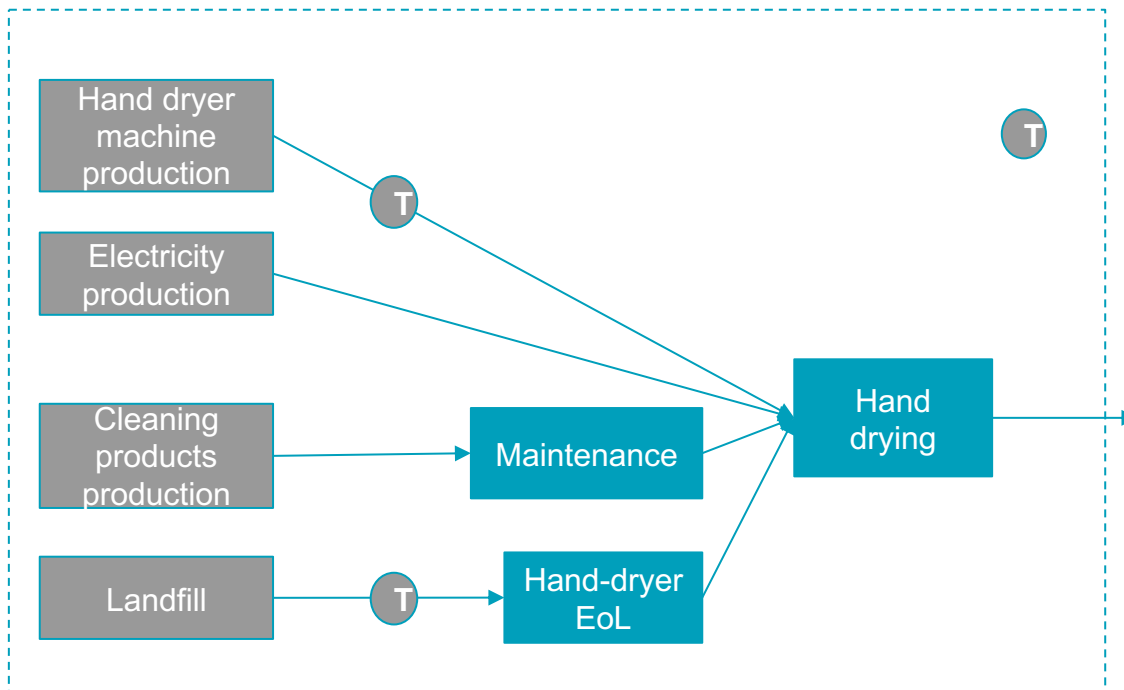 Hand dryer
machine
production
T
T
Electricity
production
Cleaning
products
production
Maintenance
Hand
drying
Landfill
T
Hand-dryer
EoL